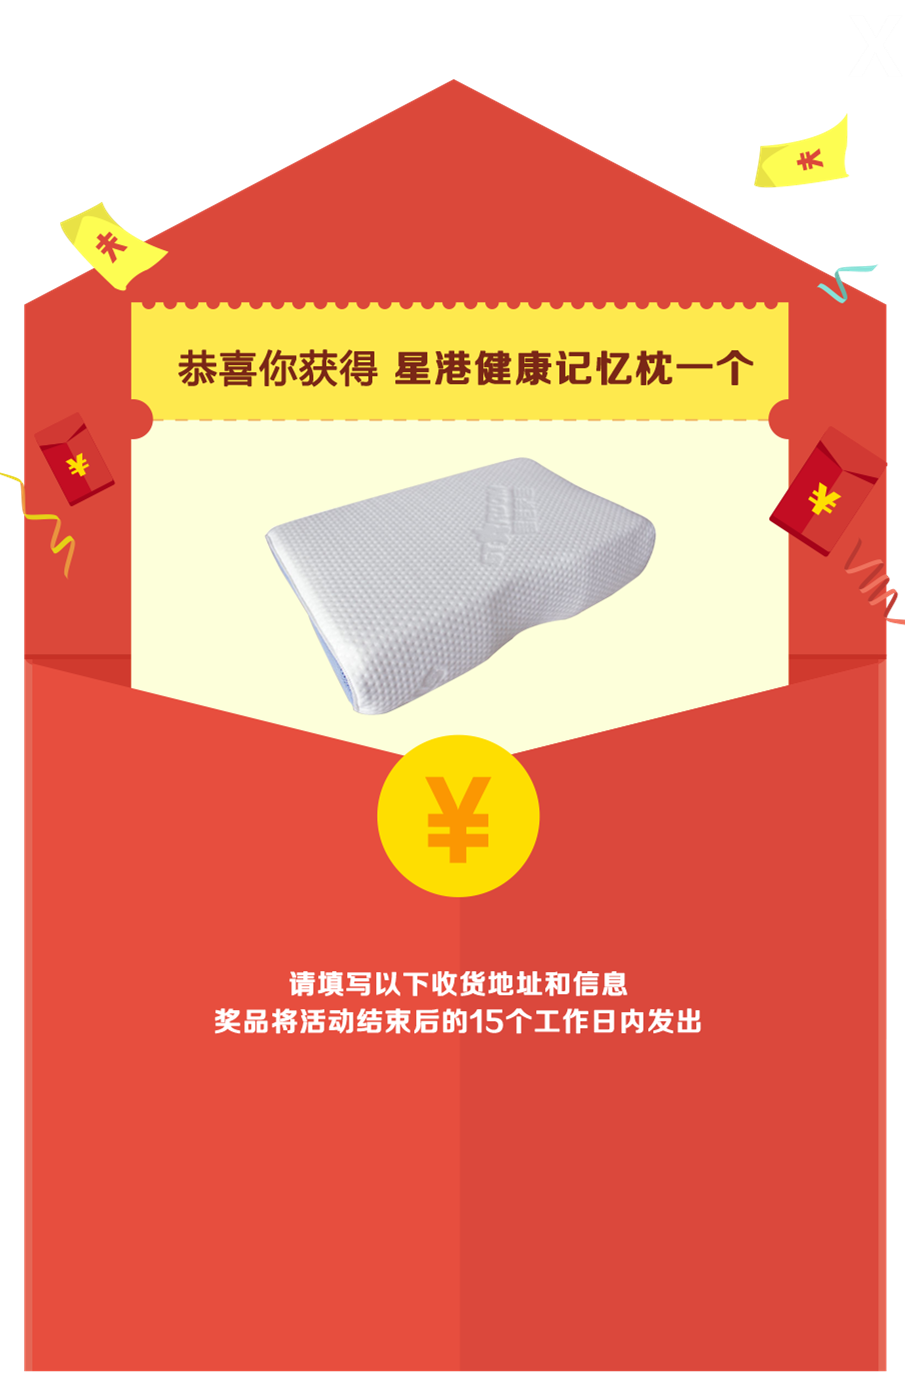 恭喜你获得 星港健康记忆枕一个
¥
¥
¥
请填写以下收货地址和信息
奖品将活动结束后的15个工作日内发出